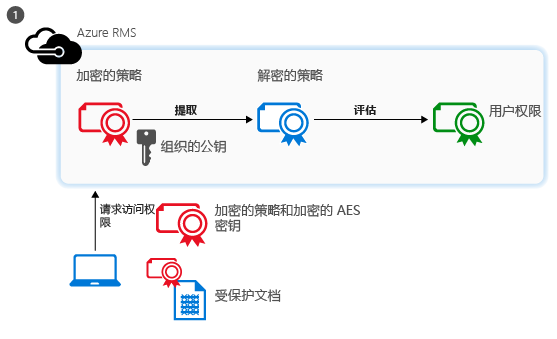 1
Azure RMS
加密的策略
解密的策略
提取
评估
用户权限
组织的公钥
请求访问权
限
加密的策略和加密的 AES
密钥
受保护文档